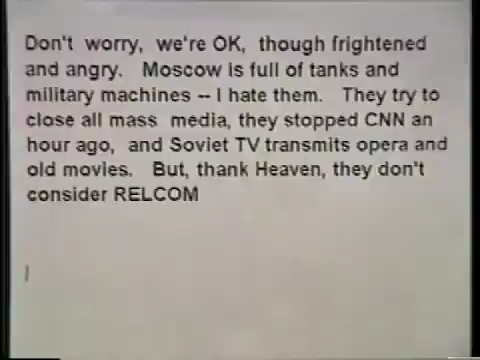 Don't worry, we're OK, though frightened
and angry. Moscow is full of tanks and
military machines -- I hate them. They try to
close all mass media, they stopped CNN an
hour ago, and Soviet TV transmits opera and
old movies. But, thank Heaven, they don't
consider RELCOM